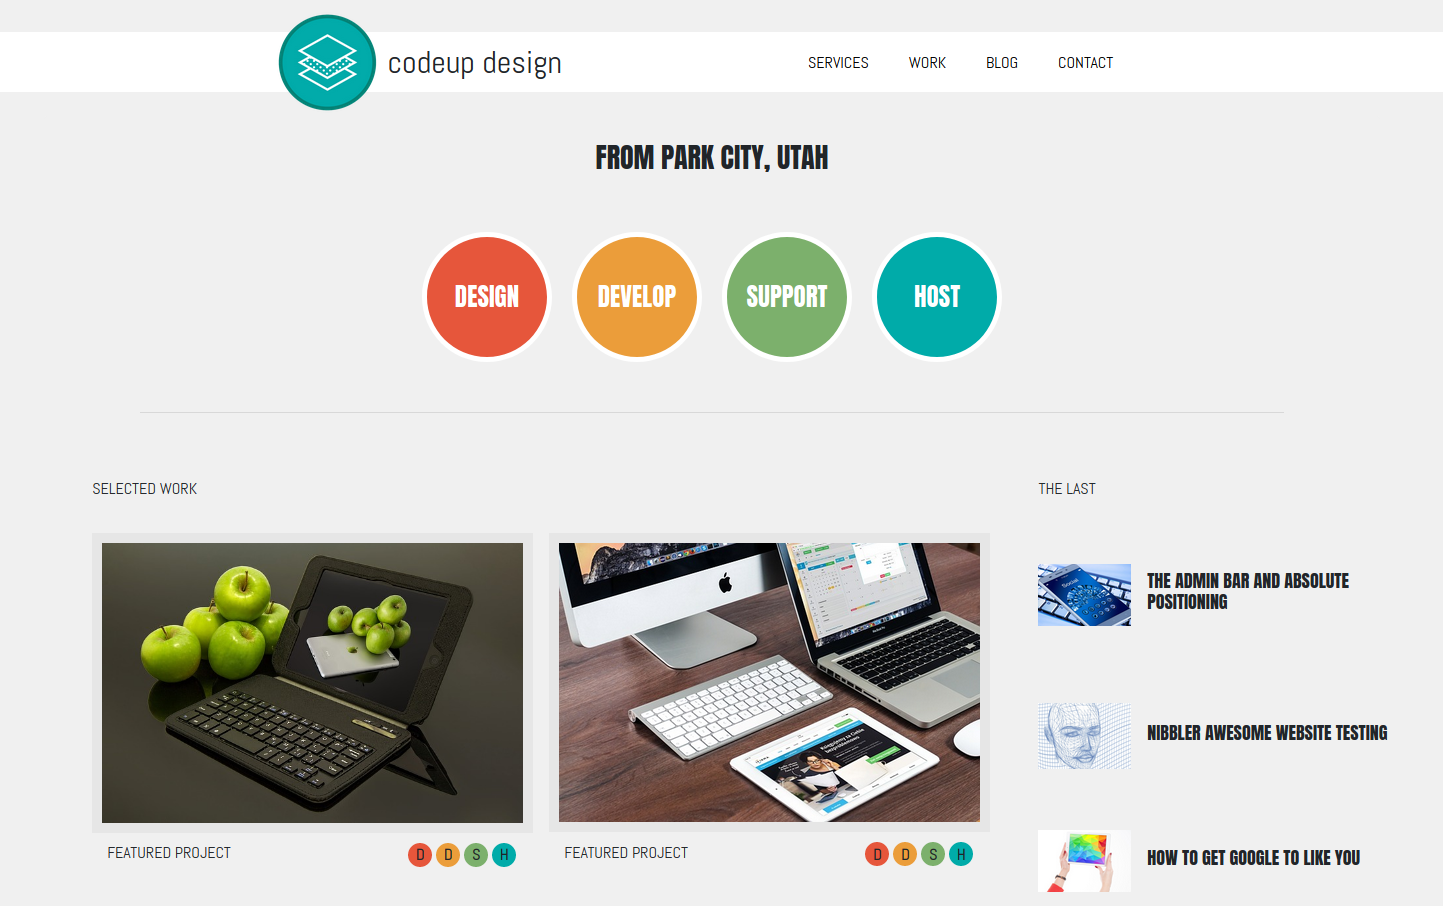 codeup design
SERVICES WORK BLOG CONTACT
FROM PARK CITY, UTAH
DESIGN
DEVELOP
SUPPORT
HOST
SELECTED WORK
FEATURED PROJECT
D D S H
FEATURED PROJECT
D D S H
THE LAST
Social
THE ADMIN BAR AND ABSOLUTE
POSITIONING
NIBBLER AWESOME WEBSITE TESTING
HOW TO GET GOOGLE TO LIKE YOU